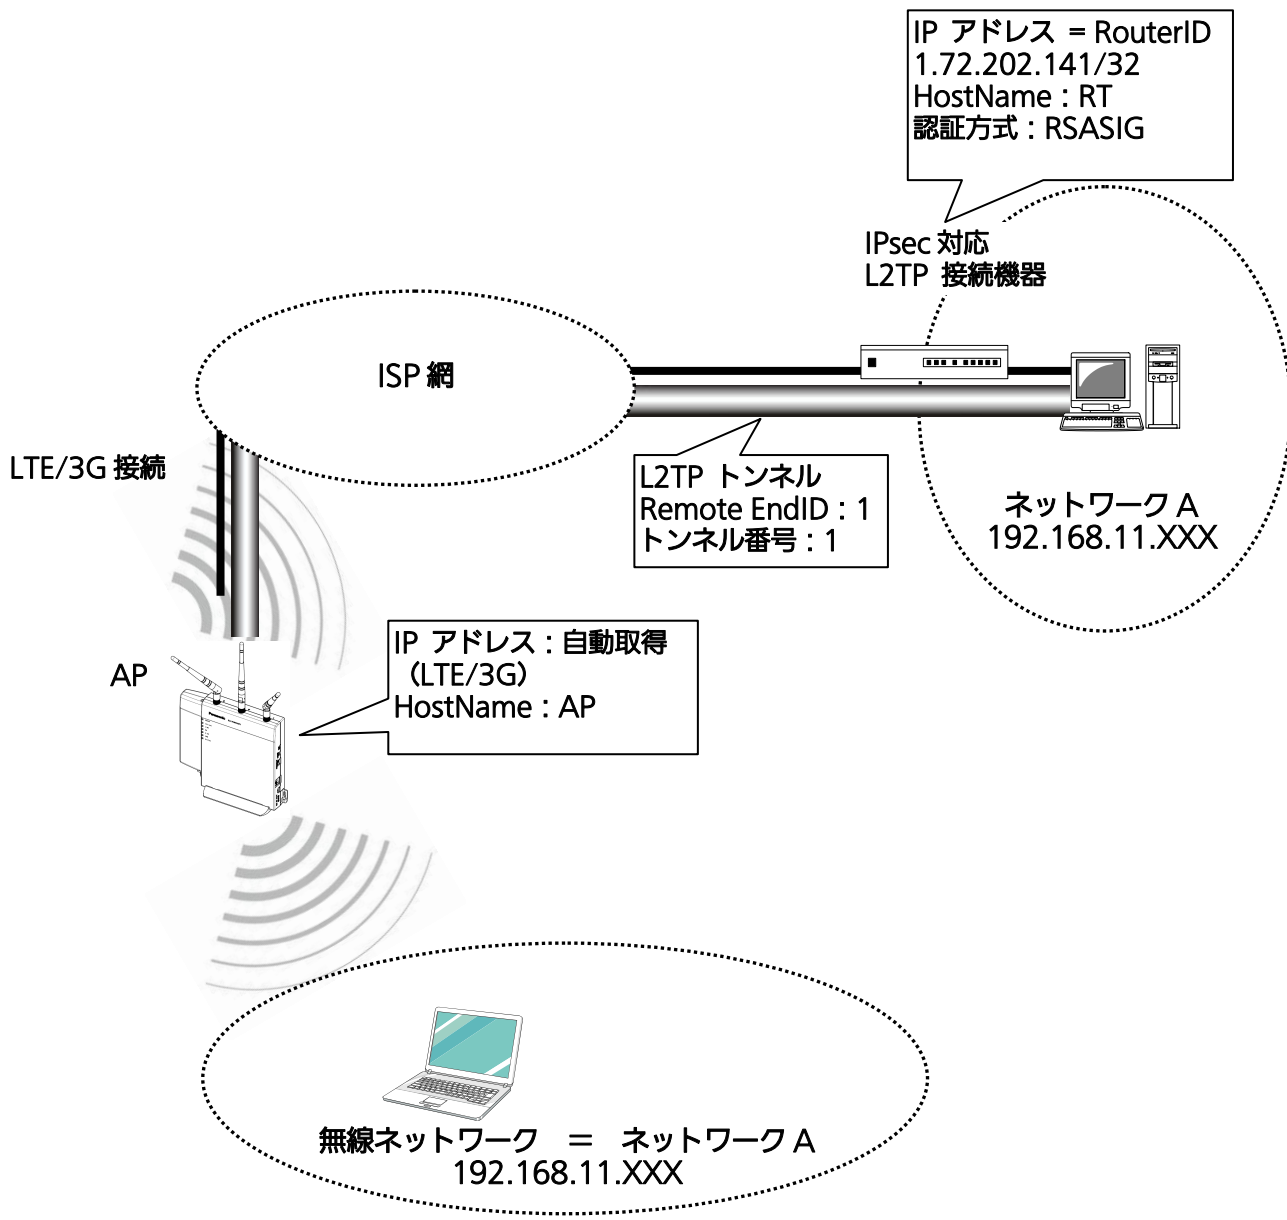 IP アドレス = RouterID
1.72.202.141/32
HostName：RT
認証方式：RSASIG
IPsec 対応
L2TP 接続機器
ISP 網
LTE/3G 接続
L2TP トンネル
Remote EndID：1
トンネル番号：1
ネットワーク A
192.168.11.XXX
IP アドレス：自動取得
（LTE/3G）
HostName：AP
AP
Panasonic
無線ネットワーク ＝ ネットワーク A
192.168.11.XXX